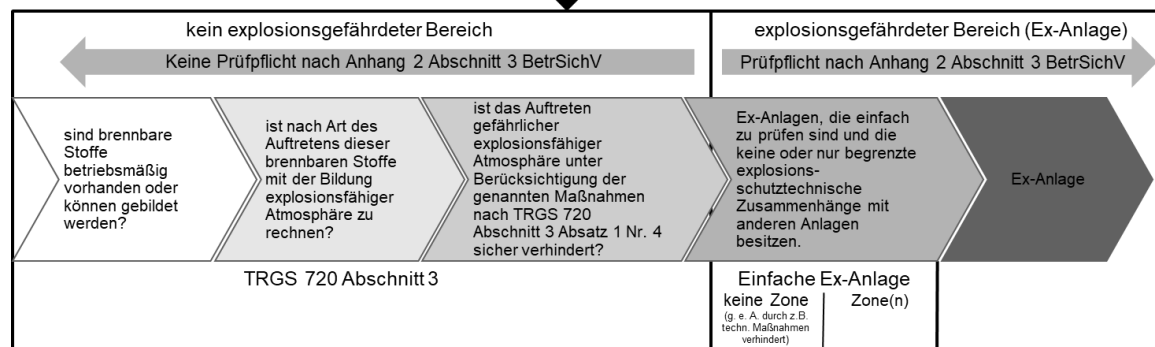 kein explosionsgefährdeter Bereich
explosionsgefährdeter Bereich (Ex-Anlage)
Keine Prüfpflicht nach Anhang 2 Abschnitt 3 BetrSichV
Prüfpflicht nach Anhang 2 Abschnitt 3 BetrSichV
sind brennbare
Stoffe
betriebsmäßig
vorhanden oder
können gebildet
werden?
ist nach Art des
Auftretens dieser
brennbaren Stoffe
mit der Bildung
explosionsfähiger
Atmosphäre zu
rechnen?
ist das Auftreten
gefährlicher
explosionsfähiger
Atmosphäre unter
Berücksichtigung der
genannten Maßnahmen
nach TRGS 720
Abschnitt 3 Absatz 1 Nr. 4
sicher verhindert?
Ex-Anlagen, die einfach
zu prüfen sind und die
keine oder nur begrenzte
explosions-
schutztechnische
Zusammenhänge mit
anderen Anlagen
besitzen.
Ex-Anlage
TRGS 720 Abschnitt 3
Einfache Ex-Anlage
keine Zone
(g. e. A. durch z.B.
techn. Maßnahmen
verhindert)
Zone(n)